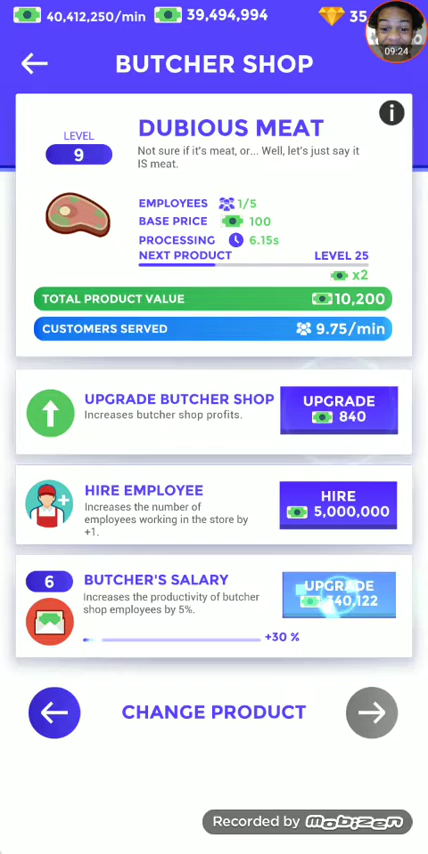 40,412,250/min 39,494,994 35
09:24
BUTCHER SHOP
i
LEVEL
9
DUBIOUS MEAT
Not sure if it's meat, or... Well, let's just say it
IS meat.
EMPLOYEES 1/5
BASE PRICE 100
PROCESSING 6.15s
NEXT PRODUCT LEVEL 25
x2
TOTAL PRODUCT VALUE 10,200
CUSTOMERS SERVED 9.75/min
UPGRADE BUTCHER SHOP
Increases butcher shop profits.
UPGRADE
840
HIRE EMPLOYEE
Increases the number of
employees working in the store by
+1.
HIRE
5,000,000
6
BUTCHER'S SALARY
Increases the productivity of butcher
shop employees by 5%.
UPGRADE
340,122
+30 %
CHANGE PRODUCT
Recorded by mobizen